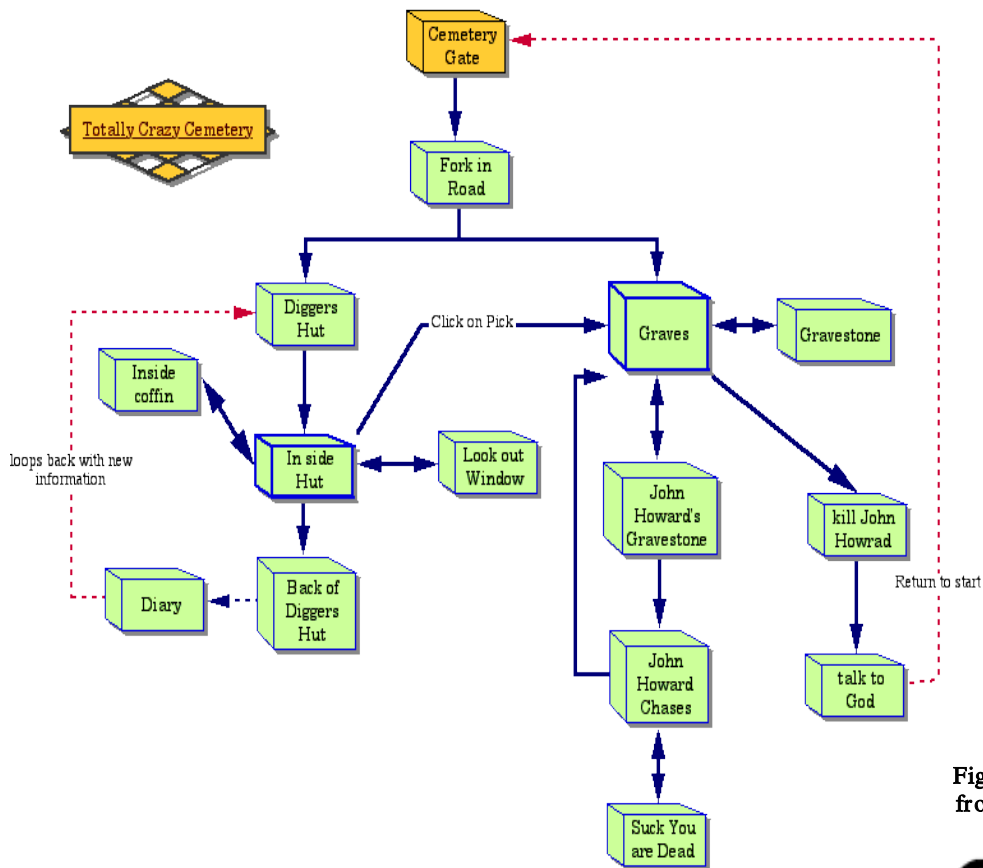 Cemetery
Gate
Totally Crazy Cemetery
Fork in
Road
Diggers
Hut
Click on Pick
Graves
Gravestone
Inside
coffin
loops back with new
information
In side
Hut
Look out
Window
John
Howard's
Gravestone
kill John
Howrad
Return to start
Diary
Back of
Diggers
Hut
John
Howard
Chases
talk to
God
Suck You
are Dead
Fig
fro